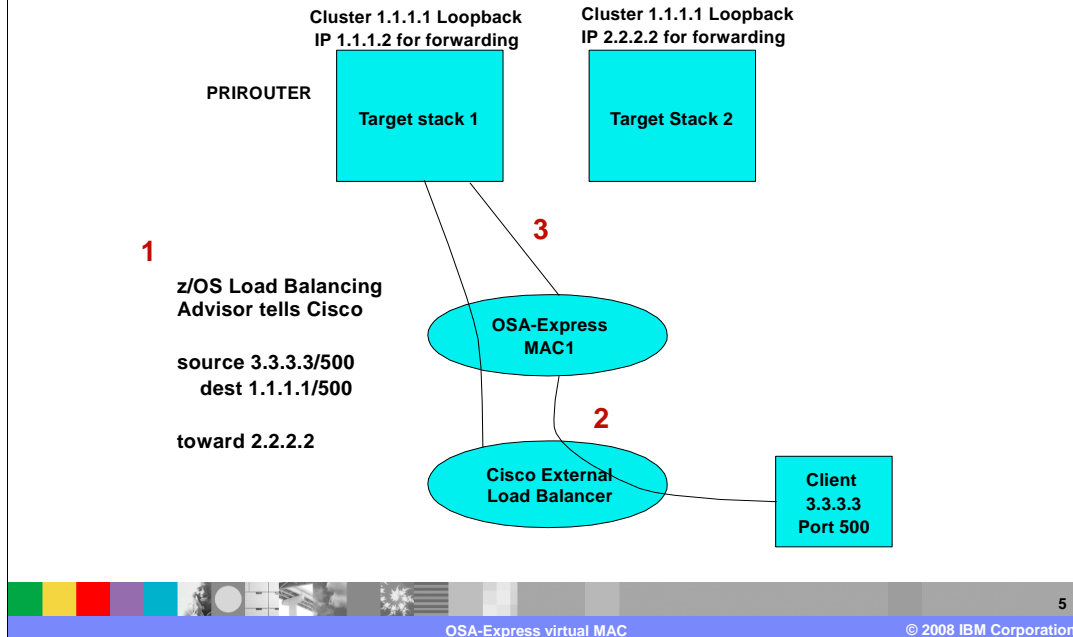 Cluster 1.1.1.1 Loopback
IP 1.1.1.2 for forwarding
Cluster 1.1.1.1 Loopback
IP 2.2.2.2 for forwarding
PRIROUTER
Target stack 1
Target Stack 2
3
1
z/OS Load Balancing
Advisor tells Cisco
source 3.3.3.3/500
dest 1.1.1.1/500
toward 2.2.2.2
OSA-Express
MAC1
2
Cisco External
Load Balancer
Client
3.3.3.3
Port 500
5
OSA-Express virtual MAC
© 2008 IBM Corporation